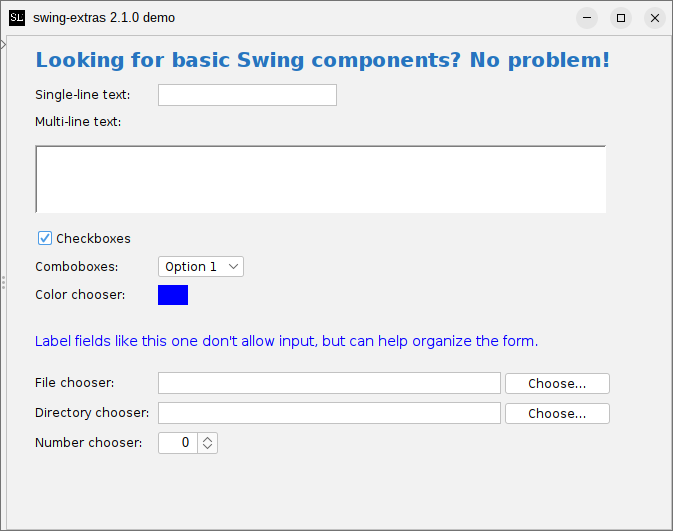 SL swing-extras 2.1.0 demo
Looking for basic Swing components? No problem!
Single-line text:
Multi-line text:
Checkboxes
Comboboxes: Option 1
Color chooser:
Label fields like this one don't allow input, but can help organize the form.
File chooser: Choose...
Directory chooser: Choose...
Number chooser: 0